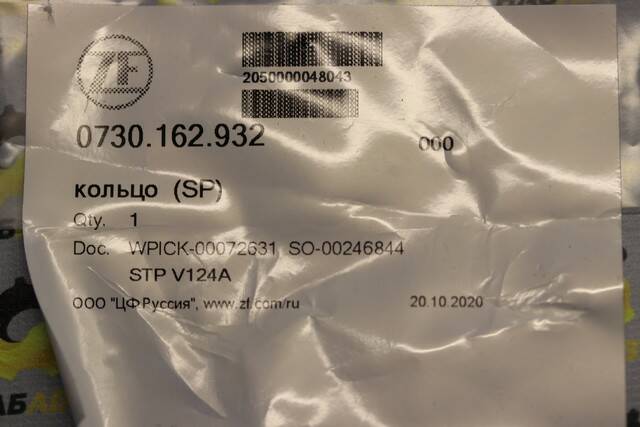 ZF
2050000048043
0730.162.932
000
кольцо (SP)
Qty. 1
Doc. WPICK-00072631 SO-00246844
STP V124A
ООО "ЦФ Руссия", www.zf.com/ru 20.10.2020